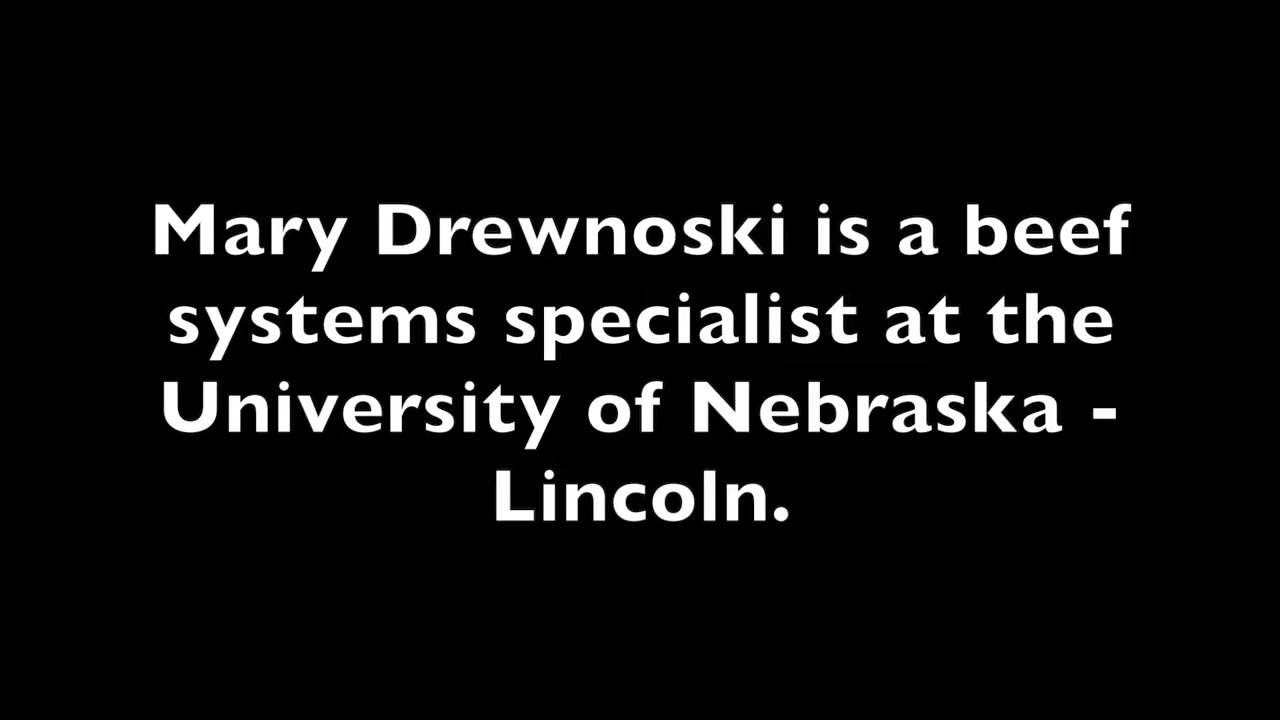 Mary Drewnoski is a beef
systems specialist at the
University of Nebraska -
Lincoln.